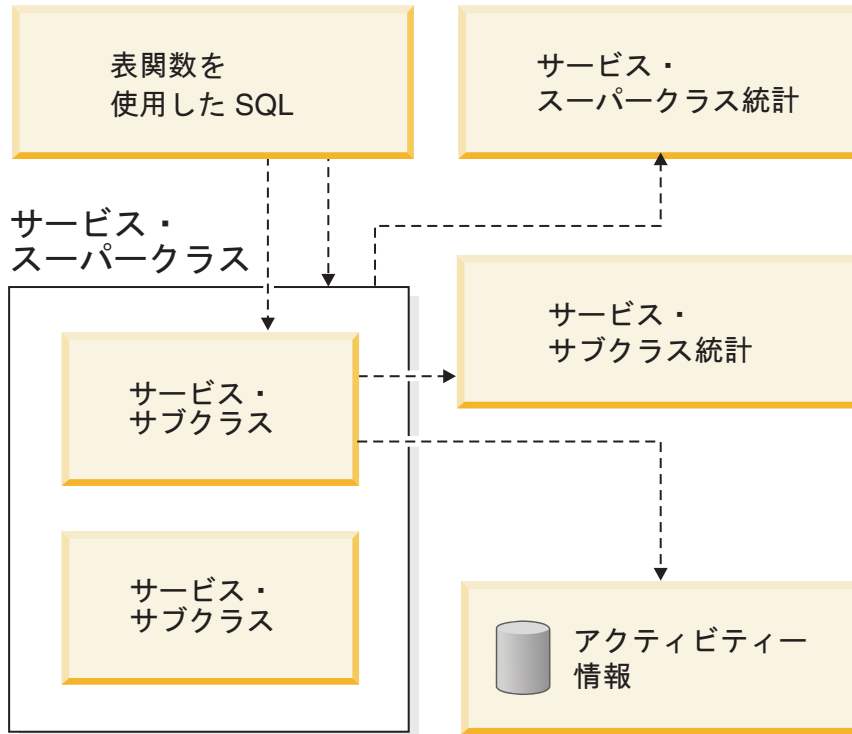 表関数を
使用した SQL
サービス・
スーパークラス統計
サービス・
スーパークラス
サービス・
サブクラス統計
サービス・
サブクラス
サービス・
サブクラス
アクティビティー
情報